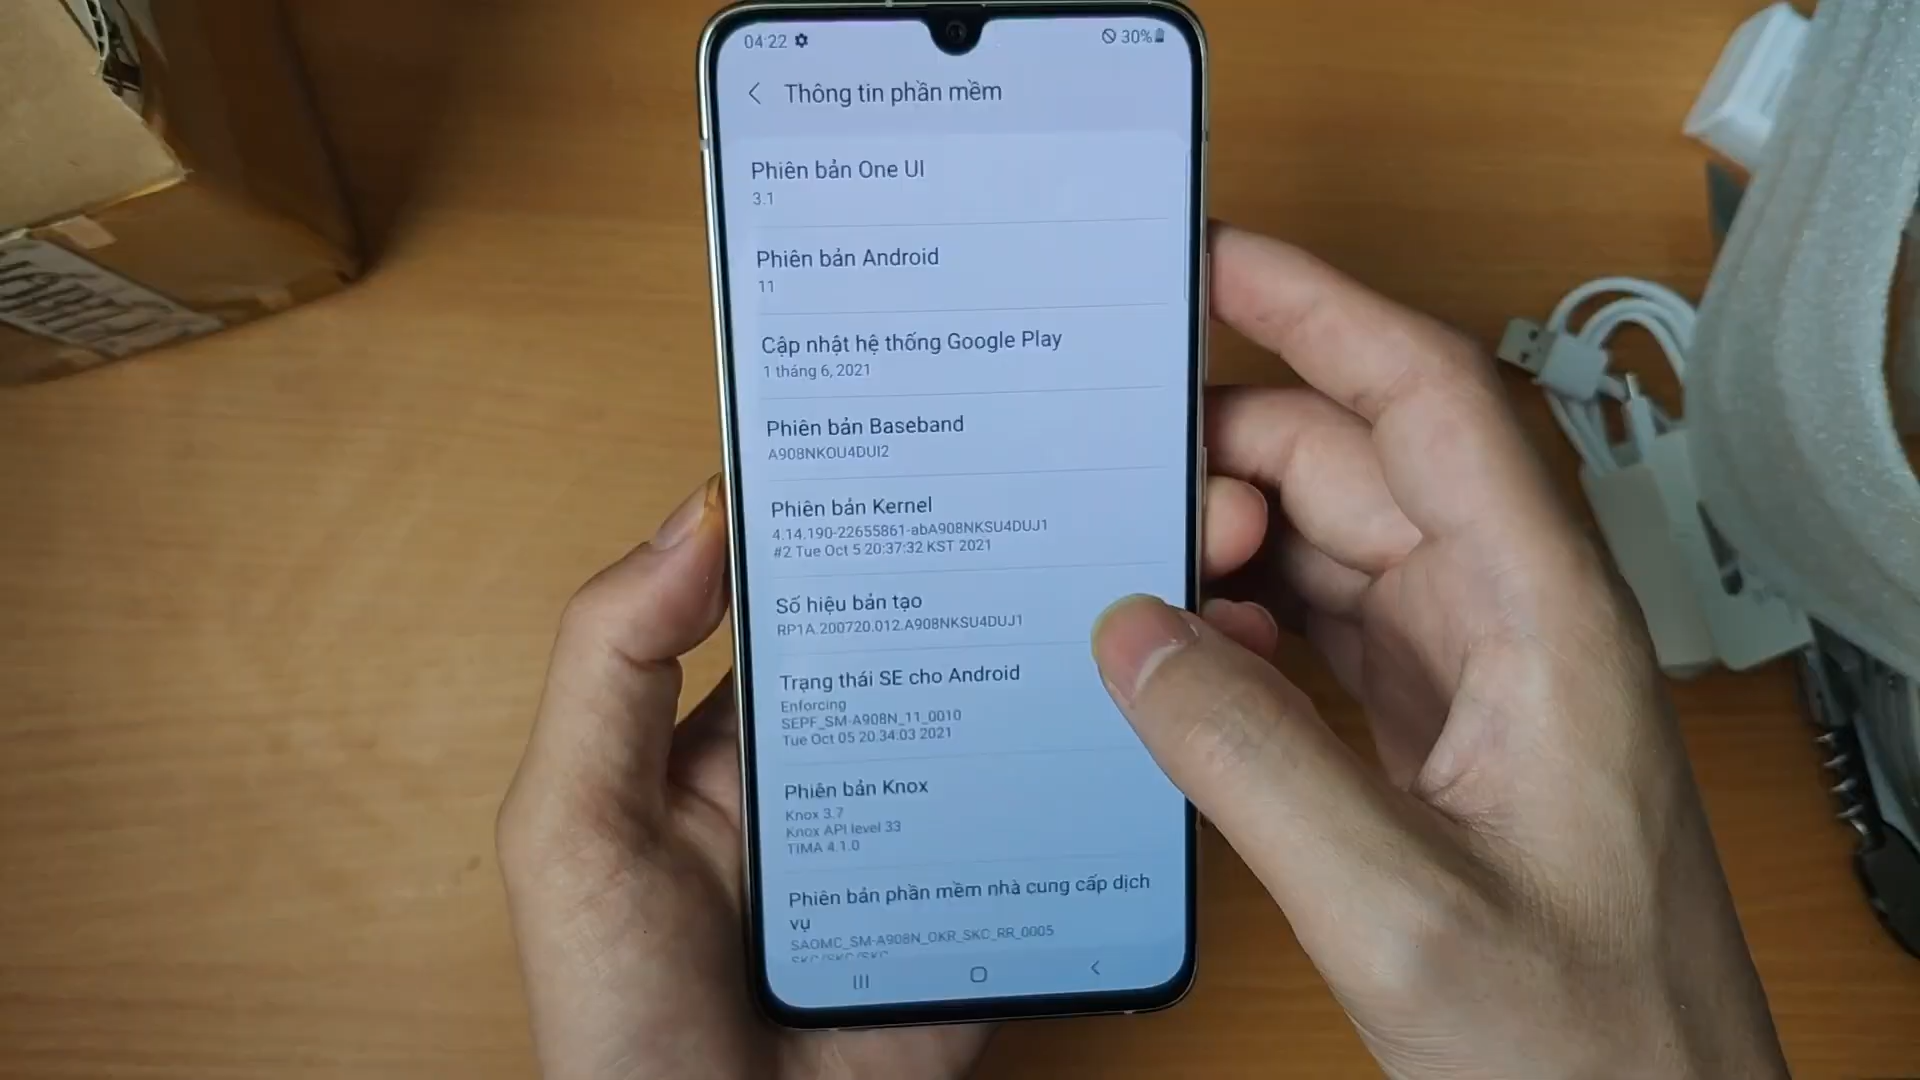 04:22
30%
Thông tin phần mềm
Phiên bản One UI
3.1
Phiên bản Android
11
Cập nhật hệ thống Google Play
1 tháng 6, 2021
Phiên bản Baseband
A908NKOU4DUI2
Phiên bản Kernel
4.14.190-22655861-abA908NKSU4DUJ1
#2 Tue Oct 5 20:37:32 KST 2021
Số hiệu bản tạo
RP1A.200720.012.A908NKSU4DUJ1
Trạng thái SE cho Android
Enforcing
SEPF_SM-A908N_11_0010
Tue Oct 05 20:34:03 2021
Phiên bản Knox
Knox 3.7
Knox API level 33
TIMA 4.1.0
Phiên bản phần mềm nhà cung cấp dịch
vụ
SAOMC_SM-A908N_OKR_SKC_RR_0005